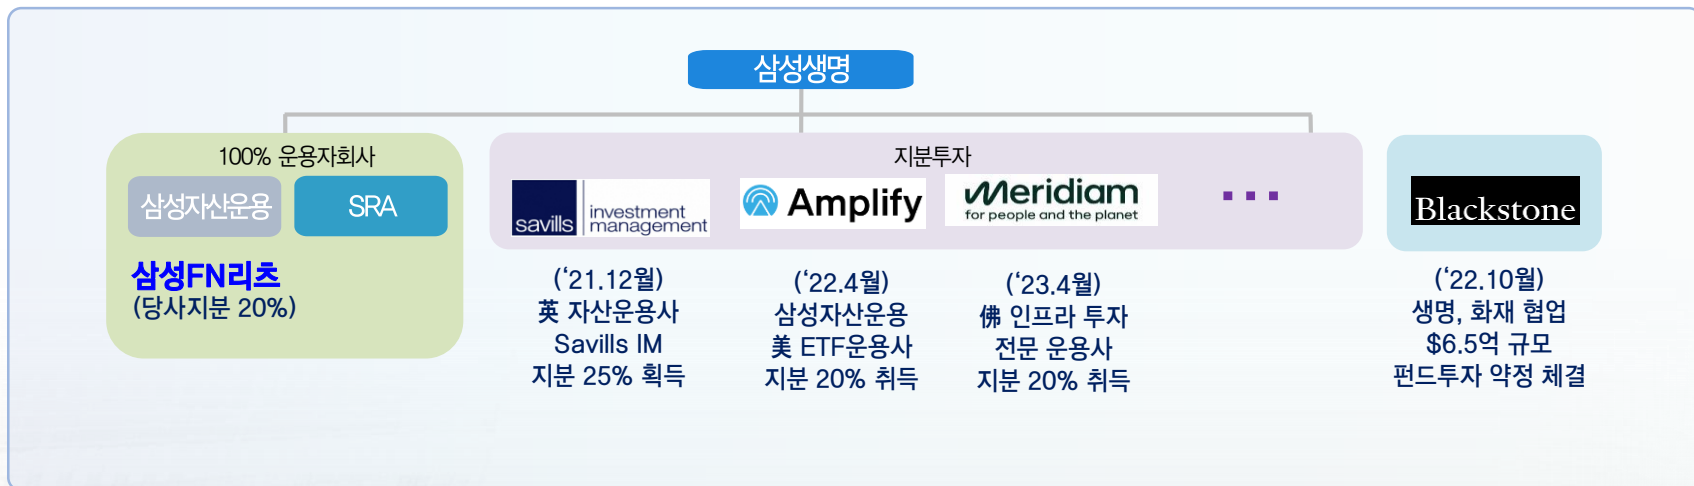 삼성생명
100% 운용자회사
삼성자산운용
SRA
삼성FN리츠
(당사지분 20%)
지분투자
savills
investment
management
Amplify
Meridiam
for people and the planet
...
Blackstone
(‘21.12월)
英 자산운용사
Savills IM
지분 25% 획득
(‘22.4월)
삼성자산운용
美 ETF운용사
지분 20% 취득
(‘23.4월)
佛 인프라 투자
전문 운용사
지분 20% 취득
(‘22.10월)
생명, 화재 협업
$6.5억 규모
펀드투자 약정 체결